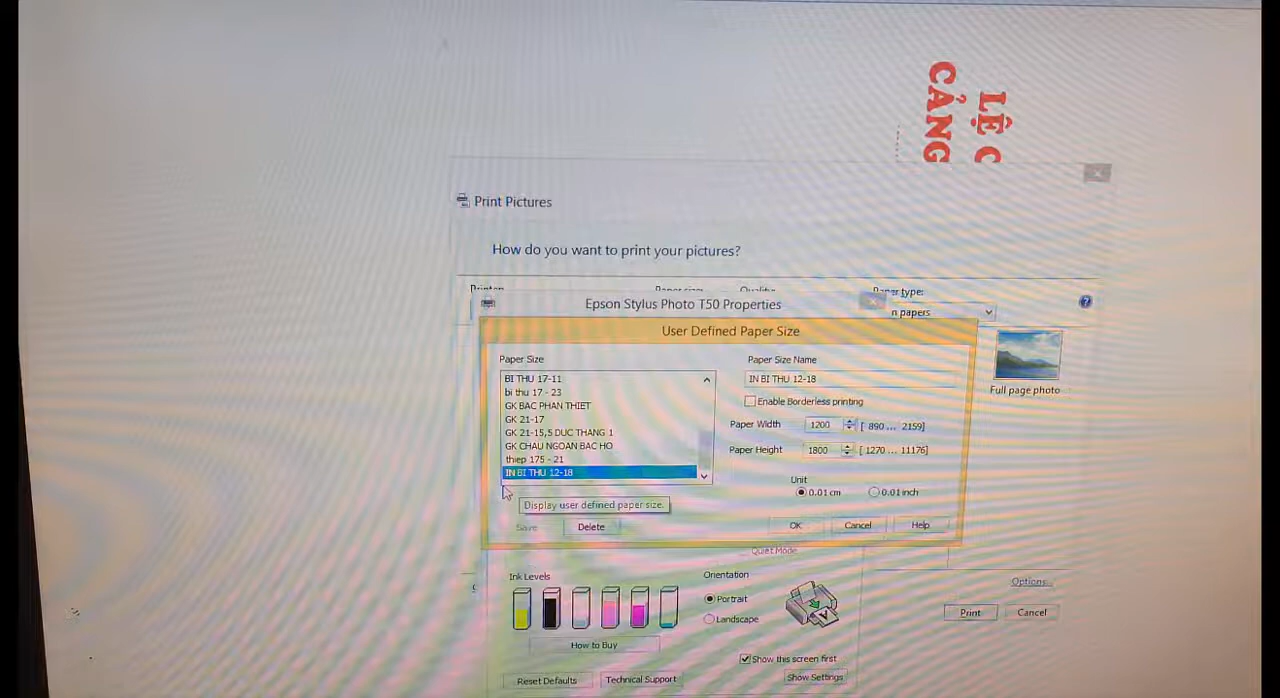 CẢNG
LỆ C
Print Pictures
How do you want to print your pictures?
Printer
Paper size
Quality
Paper type:
n papers
Epson Stylus Photo T50 Properties
User Defined Paper Size
Paper Size
BI THU 17-11
bi thu 17 - 23
GK BAC PHAN THIET
GK 21-17
GK 21-15,5 DUC THANG 1
GK CHAU NGOAN BAC HO
thiep 175 - 21
IN BI THU 12-18
Display user defined paper size.
Save
Delete
Paper Size Name
IN BI THU 12-18
Enable Borderless printing
Paper Width 1200 [ 890 ... 2159]
Paper Height 1800 [ 1270 ... 11176]
Unit
0.01 cm 0.01 inch
OK Cancel Help
Full page photo
Quiet Mode
Ink Levels
How to Buy
Orientation
Portrait
Landscape
Show this screen first
Reset Defaults Technical Support Show Settings
Options...
Print Cancel